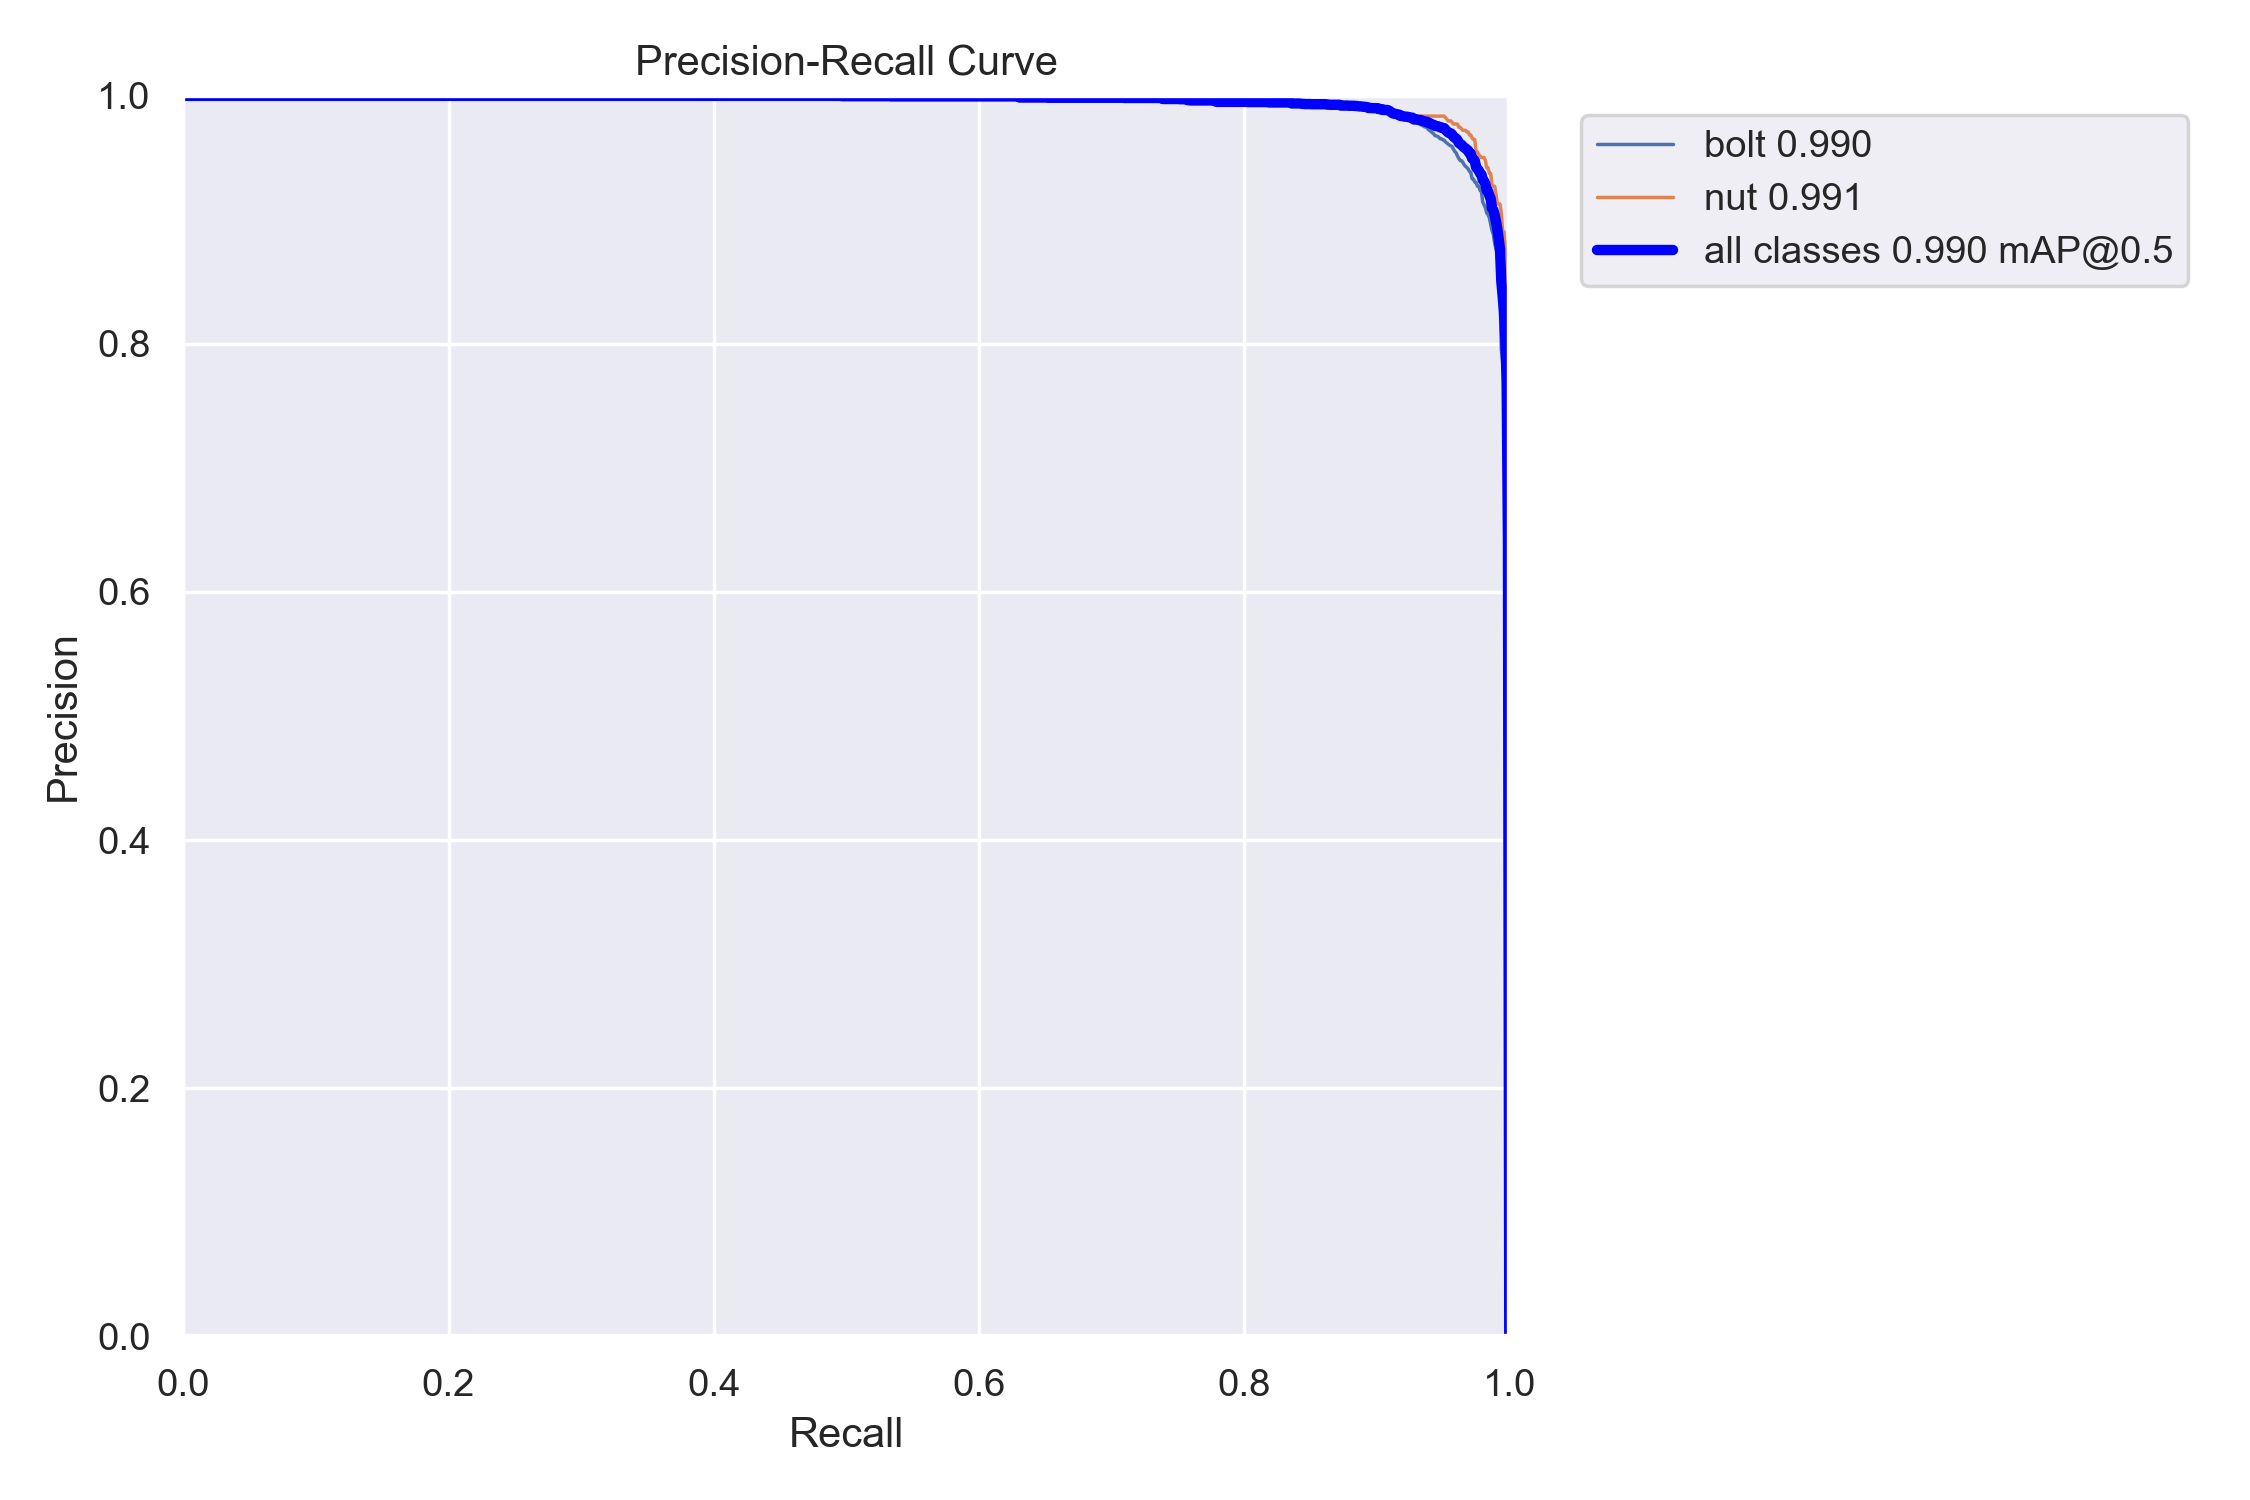 Precision-Recall Curve
1.0
0.8
0.6
0.4
0.2
0.0
Precision
0.0 0.2 0.4 0.6 0.8 1.0
Recall
bolt 0.990
nut 0.991
all classes 0.990 mAP@0.5